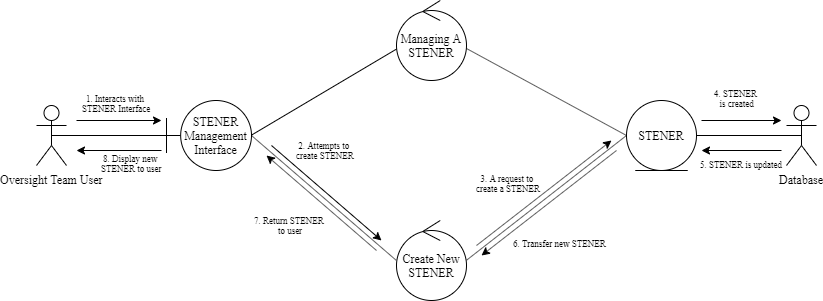 Managing A
STENER
1. Interacts with
STENER Interface
STENER
Management
Interface
8. Display new
STENER to user
Oversight Team User
2. Attempts to
create STENER
3. A request to
create a STENER
STENER
4. STENER
is created
5. STENER is updated
Database
7. Return STENER
to user
6. Transfer new STENER
Create New
STENER